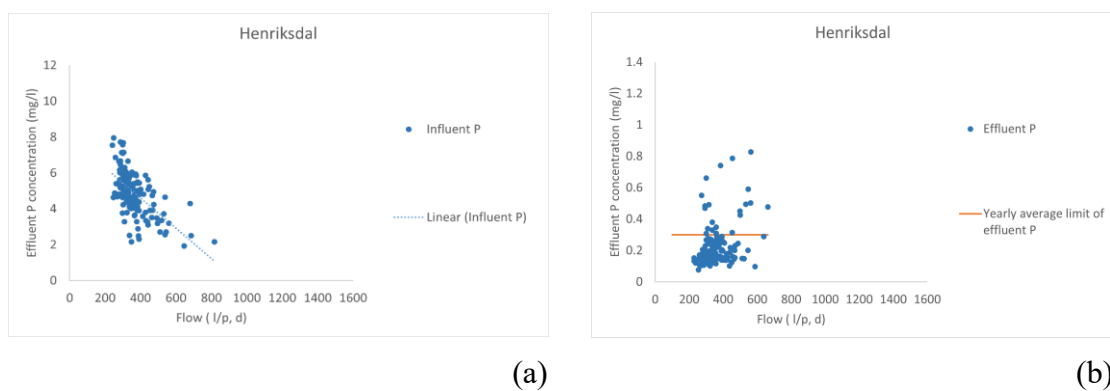 Henriksdal
Effluent P concentration (mg/l)
12
10
8
6
4
2
0
0 200 400 600 800 1000 1200 1400 1600
Flow ( l/p, d)
Influent P
Linear (Influent P)
(a)
Henriksdal
Effluent P concentration (mg/l)
1.4
1.2
1
0.8
0.6
0.4
0.2
0
0 200 400 600 800 1000 1200 1400 1600
Flow ( l/p, d)
Effluent P
Yearly average limit of
effluent P
(b)